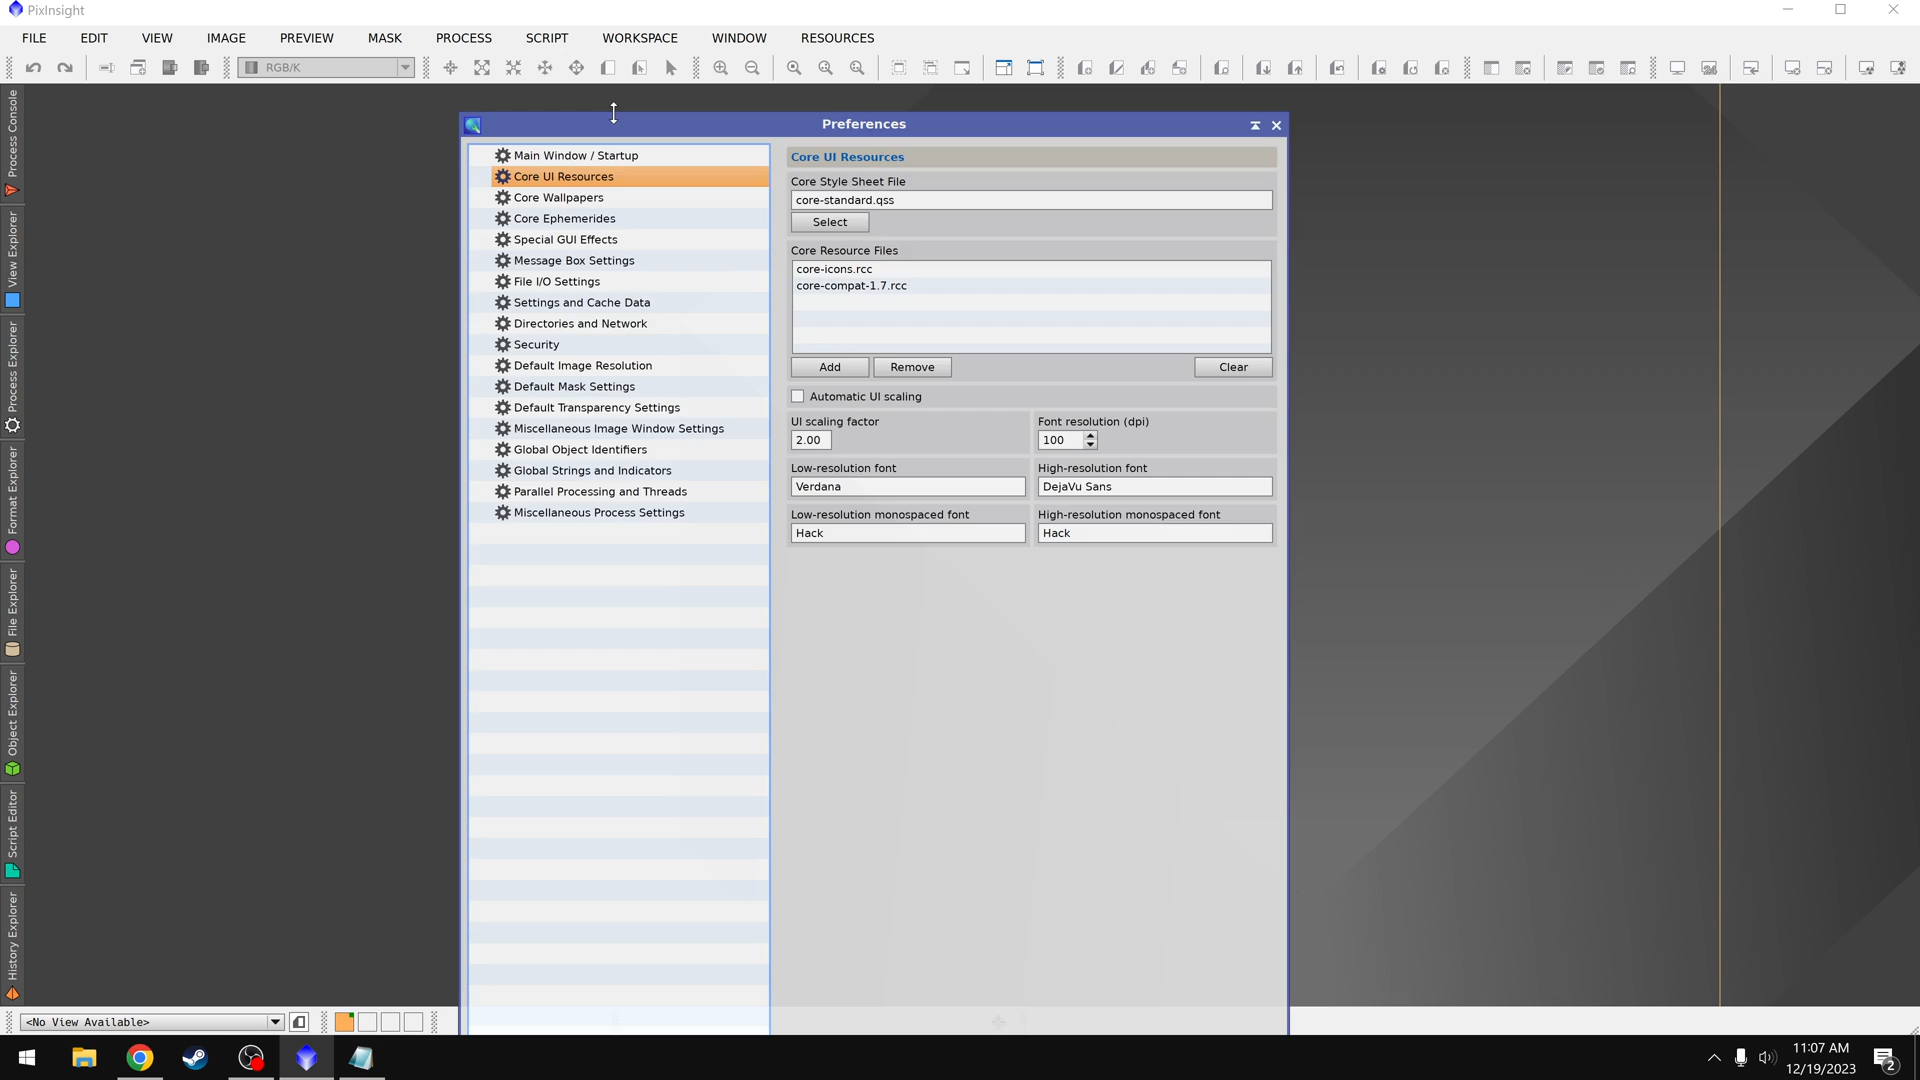 PixInsight
FILE EDIT VIEW IMAGE PREVIEW MASK PROCESS SCRIPT WORKSPACE WINDOW RESOURCES
RGB/K
Process Console
View Explorer
Process Explorer
Format Explorer
File Explorer
Object Explorer
Script Editor
History Explorer
Preferences
Main Window / Startup
Core UI Resources
Core Wallpapers
Core Ephemerides
Special GUI Effects
Message Box Settings
File I/O Settings
Settings and Cache Data
Directories and Network
Security
Default Image Resolution
Default Mask Settings
Default Transparency Settings
Miscellaneous Image Window Settings
Global Object Identifiers
Global Strings and Indicators
Parallel Processing and Threads
Miscellaneous Process Settings
Core UI Resources
Core Style Sheet File
core-standard.qss
Select
Core Resource Files
core-icons.rcc
core-compat-1.7.rcc
Add Remove Clear
Automatic UI scaling
UI scaling factor Font resolution (dpi)
2.00 100
Low-resolution font High-resolution font
Verdana DejaVu Sans
Low-resolution monospaced font High-resolution monospaced font
Hack Hack
<No View Available>
11:07 AM
12/19/2023
2